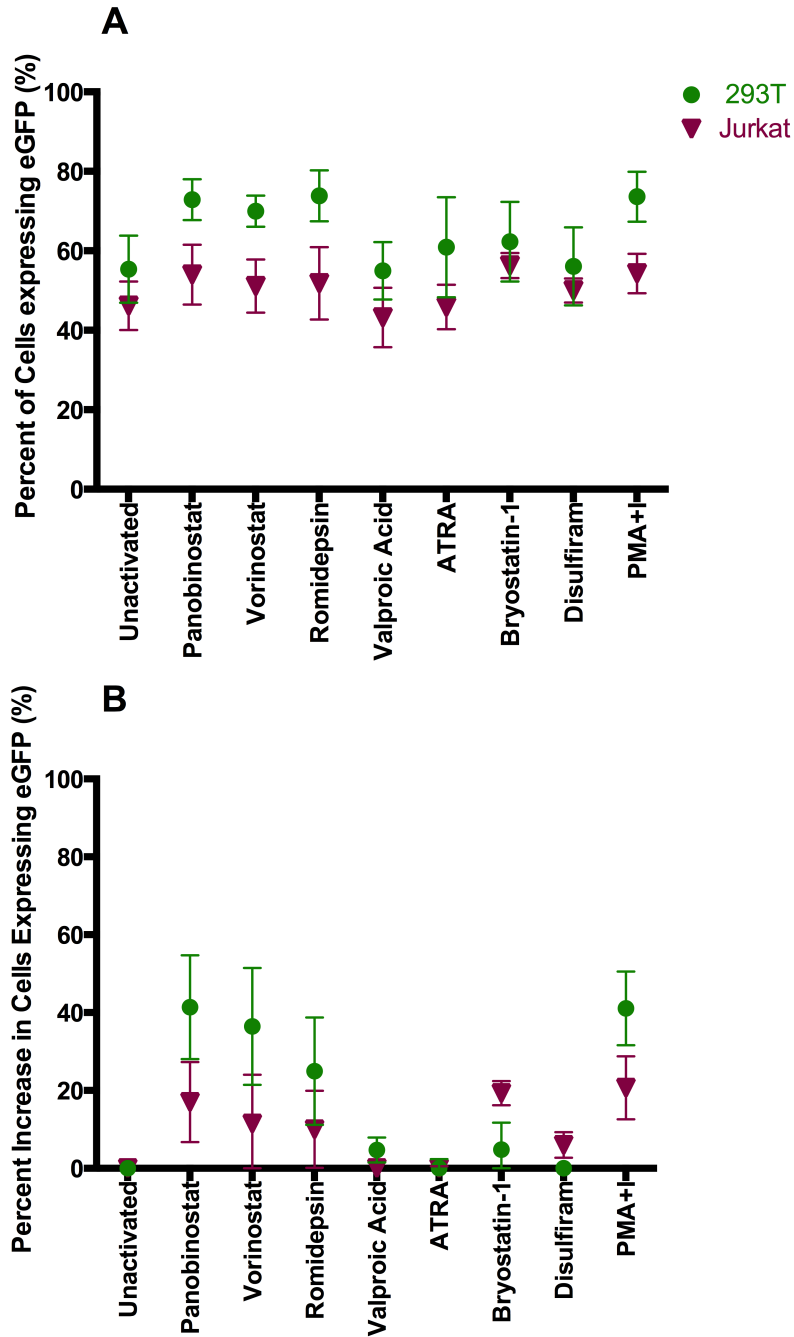 A
Percent of Cells expressing eGFP (%)
100
80
60
40
20
0
293T
Jurkat
Unactivated
Panobinostat
Vorinostat
Romidepsin
Valproic Acid
ATRA
Bryostatin-1
Disulfiram
PMA+I
B
Percent Increase in Cells Expressing eGFP (%)
100
80
60
40
20
0
Unactivated
Panobinostat
Vorinostat
Romidepsin
Valproic Acid
ATRA
Bryostatin-1
Disulfiram
PMA+I